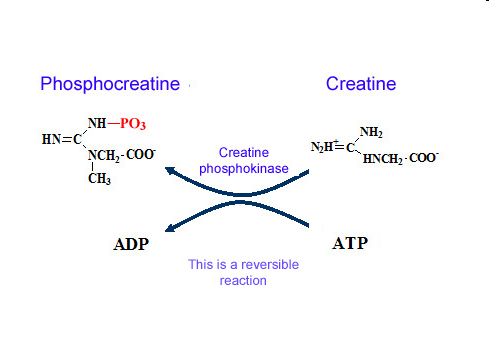 Phosphocreatine
Creatine
NH—PO3
HN=C
NCH2-COO-
CH3
NH2
N2H+=C
HNCH2-COO-
Creatine
phosphokinase
ADP
ATP
This is a reversible
reaction